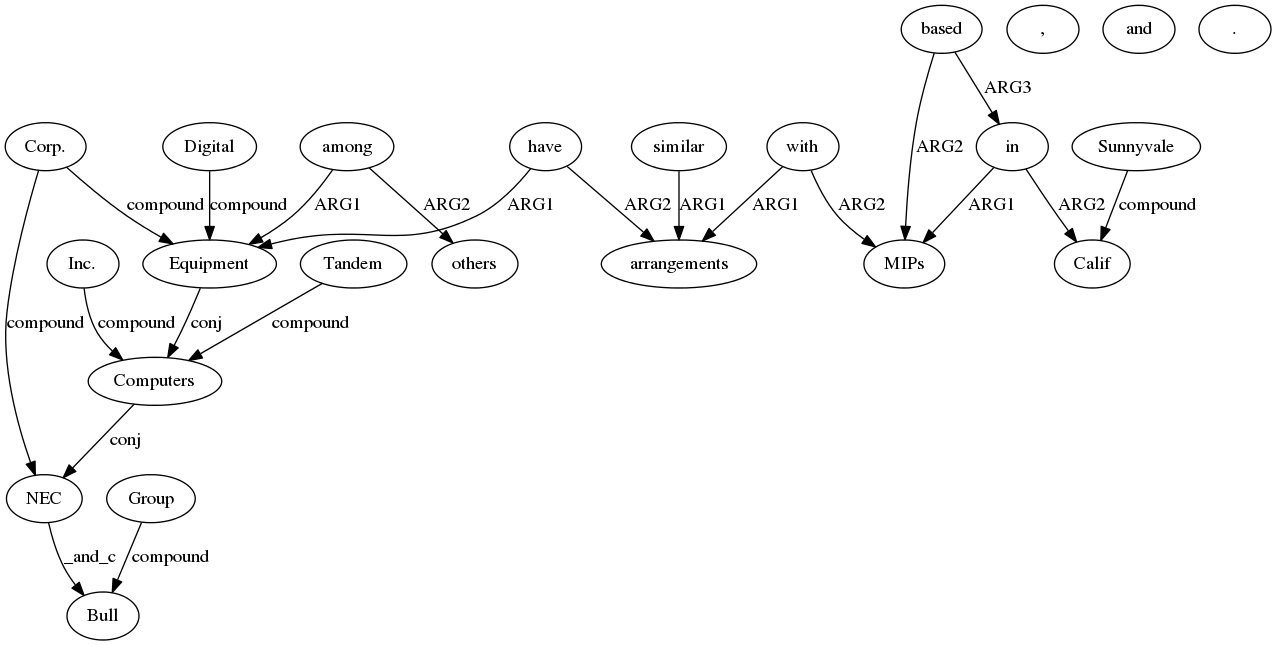 based , and .
ARG3
Corp. Digital among have similar with in Sunnyvale
ARG2
compound compound ARG1 ARG2 ARG1 ARG2 ARG1 ARG1 ARG2 ARG1 ARG2 compound
Inc. Equipment Tandem others arrangements MIPs Calif
compound compound conj compound
Computers
conj
NEC Group
_and_c compound
Bull